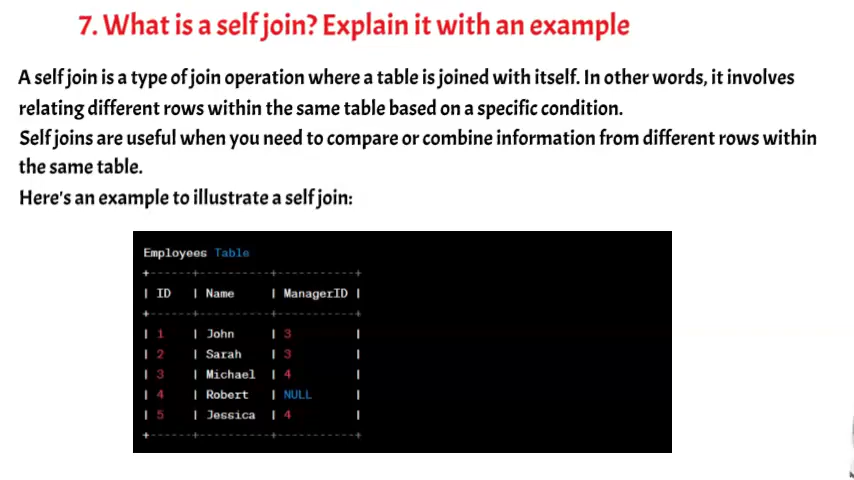 7. What is a self join? Explain it with an example
A self join is a type of join operation where a table is joined with itself. In other words, it involves
relating different rows within the same table based on a specific condition.
Self joins are useful when you need to compare or combine information from different rows within
the same table.
Here's an example to illustrate a self join:
Employees Table
+------+----------+-----------+
| ID | Name | ManagerID |
+------+----------+-----------+
| 1 | John | 3 |
| 2 | Sarah | 3 |
| 3 | Michael | 4 |
| 4 | Robert | NULL |
| 5 | Jessica | 4 |
+------+----------+-----------+